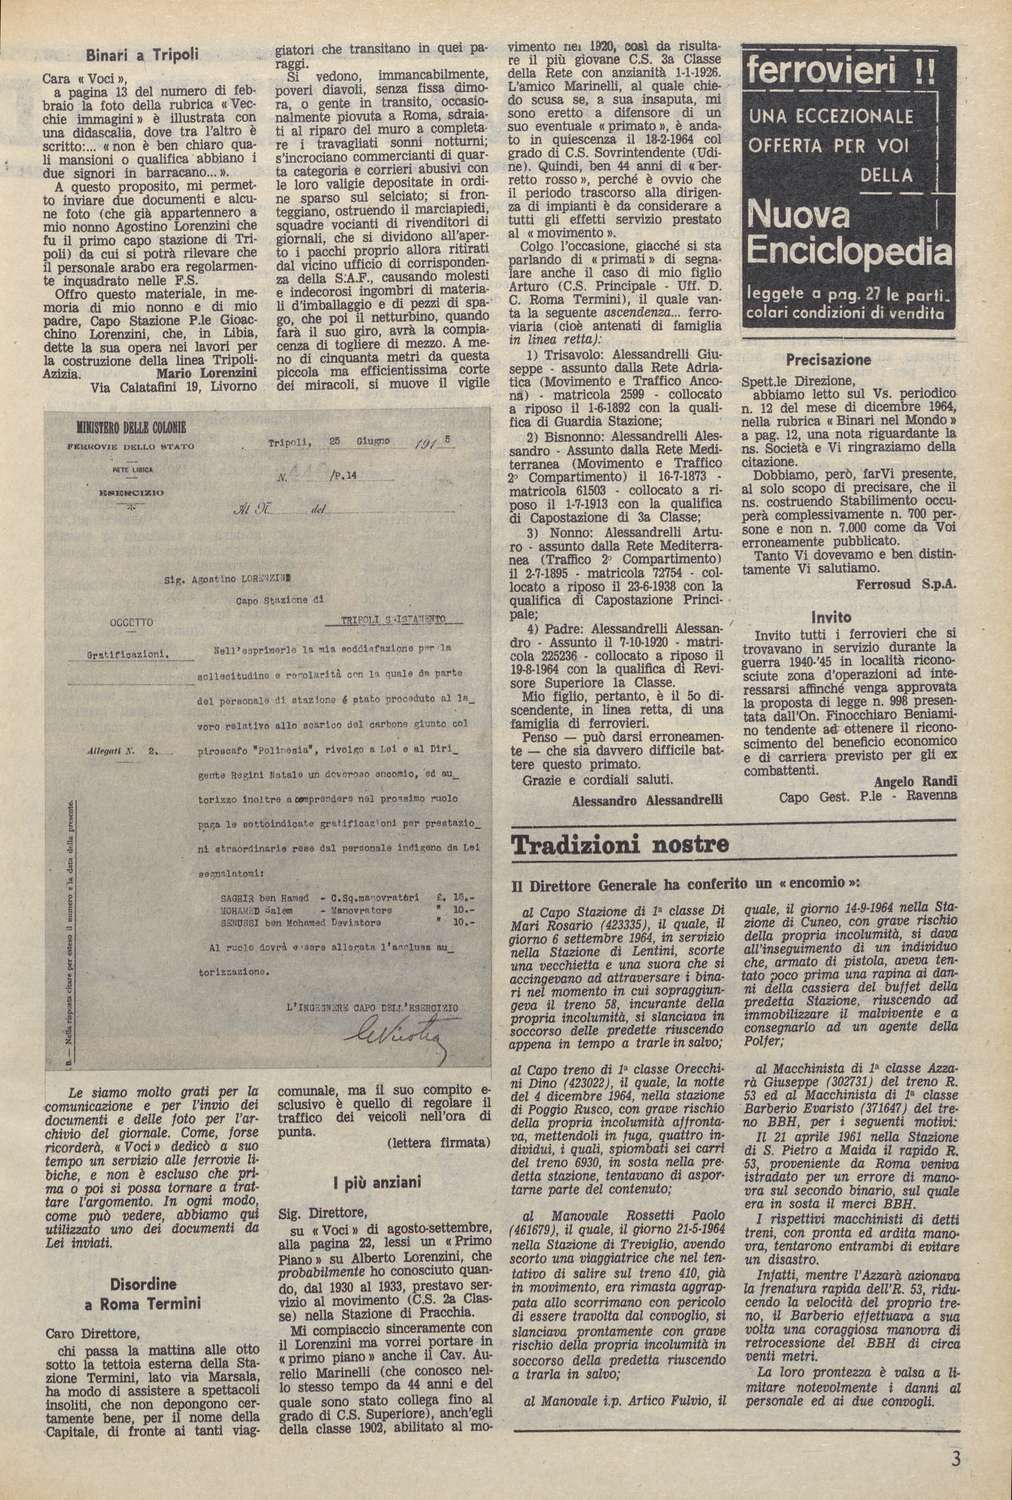 Binari a Tripoli
Cara « Voci »,
a pagina 13 del numero di feb-
braio la foto della rubrica « Vec-
chie immagini » è illustrata con
una didascalia, dove tra l'altro è
scritto:... « non è ben chiaro qua-
li mansioni o qualifica abbiano i
due signori in barracano... ».
A questo proposito, mi permet-
to inviare due documenti e alcu-
ne foto (che già appartennero a
mio nonno Agostino Lorenzini che
fu il primo capo stazione di Tri-
poli) da cui si potrà rilevare che
il personale arabo era regolarmen-
te inquadrato nelle F.S.
Offro questo materiale, in me-
moria di mio nonno e di mio
padre, Capo Stazione P.le Gioac-
chino Lorenzini, che, in Libia,
dette la sua opera nei lavori per
la costruzione della linea Tripoli-
Azizia. Mario Lorenzini
Via Calatafini 19, Livorno
MINISTERO DELLE COLONIE
FERROVIE DELLO STATO
RETE LIBICA
ESERCIZIO
Tripoli, 25 Giugno 1915
N. /P.14
Al N. del
Sig. Agostino LORENZINI
Capo Stazione di
TRIPOLI SMISTAMENTO
OGGETTO
Gratificazioni.
Nell'esprimerle la mia soddisfazione per la
sollecitudine e regolarità con la quale da parte
del personale di stazione é stato proceduto al la_
voro relativo allo scarico del carbone giunto col
Allegati N. 2.
piroscafo "Polinesia", rivolgo a Lei e al Diri_
gente Regini Natale un doveroso encomio, ed au_
torizzo inoltre a comprendere nel prossimo ruolo
paga le sottoindicate gratificazioni per prestazio_
ni straordinarie rese dal personale indigeno da Lei
segnalatomi:
SAGHIR ben Hamed - C.Sq.manovratori £. 15.-
MOHAMED Salem - Manovratore " 10.-
SENUSSI ben Mohamed Deviatore " 10.-
Al ruolo dovrà essere allegata l'acclusa au_
torizzazione.
L'INGEGNERE CAPO DELL'ESERCIZIO
B. — Nella risposta citare per esteso il numero e la data della presente.
Le siamo molto grati per la
comunicazione e per l'invio dei
documenti e delle foto per l'ar-
chivio del giornale. Come, forse
ricorderà, « Voci » dedicò a suo
tempo un servizio alle ferrovie li-
biche, e non è escluso che pri-
ma o poi si possa tornare a trat-
tare l'argomento. In ogni modo,
come può vedere, abbiamo qui
utilizzato uno dei documenti da
Lei inviati.
Disordine
a Roma Termini
Caro Direttore,
chi passa la mattina alle otto
sotto la tettoia esterna della Sta-
zione Termini, lato via Marsala,
ha modo di assistere a spettacoli
insoliti, che non depongono cer-
tamente bene, per il nome della
Capitale, di fronte ai tanti viag-
giatori che transitano in quei pa-
raggi.
Si vedono, immancabilmente,
poveri diavoli, senza fissa dimo-
ra, o gente in transito, occasio-
nalmente piovuta a Roma, sdraia-
ti al riparo del muro a completa-
re i travagliati sonni notturni;
s'incrociano commercianti di quar-
ta categoria e corrieri abusivi con
le loro valigie depositate in ordi-
ne sparso sul selciato; si fron-
teggiano, ostruendo il marciapiedi,
squadre vocianti di rivenditori di
giornali, che si dividono all'aper-
to i pacchi proprio allora ritirati
dal vicino ufficio di corrisponden-
za della S.A.F., causando molesti
e indecorosi ingombri di materia-
li d'imballaggio e di pezzi di spa-
go, che poi il netturbino, quando
farà il suo giro, avrà la compia-
cenza di togliere di mezzo. A me-
no di cinquanta metri da questa
piccola ma efficientissima corte
dei miracoli, si muove il vigile
comunale, ma il suo compito e-
sclusivo è quello di regolare il
traffico dei veicoli nell'ora di
punta.
(lettera firmata)
I più anziani
Sig. Direttore,
su « Voci » di agosto-settembre,
alla pagina 22, lessi un « Primo
Piano » su Alberto Lorenzini, che
probabilmente ho conosciuto quan-
do, dal 1930 al 1933, prestavo ser-
vizio al movimento (C.S. 2a Clas-
se) nella Stazione di Pracchia.
Mi compiaccio sinceramente con
il Lorenzini ma vorrei portare in
« primo piano » anche il Cav. Au-
relio Marinelli (che conosco nel-
lo stesso tempo da 44 anni e del
quale sono stato collega fino al
grado di C.S. Superiore), anch'egli
della classe 1902, abilitato al mo-
vimento nel 1920, così da risulta-
re il più giovane C.S. 3a Classe
della Rete con anzianità 1-1-1926.
L'amico Marinelli, al quale chie-
do scusa se, a sua insaputa, mi
sono eretto a difensore di un
suo eventuale « primato », è anda-
to in quiescenza il 18-2-1964 col
grado di C.S. Sovrintendente (Udi-
ne). Quindi, ben 44 anni di « ber-
retto rosso », perché è ovvio che
il periodo trascorso alla dirigen-
za di impianti è da considerare a
tutti gli effetti servizio prestato
al « movimento ».
Colgo l'occasione, giacché si sta
parlando di « primati » di segna-
lare anche il caso di mio figlio
Arturo (C.S. Principale - Uff. D.
C. Roma Termini), il quale van-
ta la seguente ascendenza... ferro-
viaria (cioè antenati di famiglia
in linea retta):
1) Trisavolo: Alessandrelli Giu-
seppe - assunto dalla Rete Adria-
tica (Movimento e Traffico Anco-
na) - matricola 2599 - collocato
a riposo il 1-6-1892 con la quali-
fica di Guardia Stazione;
2) Bisnonno: Alessandrelli Ales-
sandro - Assunto dalla Rete Medi-
terranea (Movimento e Traffico
2º Compartimento) il 16-7-1873 -
matricola 61503 - collocato a ri-
poso il 1-7-1913 con la qualifica
di Capostazione di 3a Classe;
3) Nonno: Alessandrelli Artu-
ro - assunto dalla Rete Mediterra-
nea (Traffico 2º Compartimento)
il 2-7-1895 - matricola 72754 - col-
locato a riposo il 23-6-1938 con la
qualifica di Capostazione Princi-
pale;
4) Padre: Alessandrelli Alessan-
dro - Assunto il 7-10-1920 - matri-
cola 225236 - collocato a riposo il
19-8-1964 con la qualifica di Revi-
sore Superiore la Classe.
Mio figlio, pertanto, è il 5o di-
scendente, in linea retta, di una
famiglia di ferrovieri.
Penso — può darsi erroneamen-
te — che sia davvero difficile bat-
tere questo primato.
Grazie e cordiali saluti.
Alessandro Alessandrelli
ferrovieri !!
UNA ECCEZIONALE
OFFERTA PER VOI
DELLA
Nuova
Enciclopedia
leggete a pag. 27 le parti-
colari condizioni di vendita
Precisazione
Spett.le Direzione,
abbiamo letto sul Vs. periodico
n. 12 del mese di dicembre 1964,
nella rubrica « Binari nel Mondo »
a pag. 12, una nota riguardante la
ns. Società e Vi ringraziamo della
citazione.
Dobbiamo, però, farVi presente,
al solo scopo di precisare, che il
ns. costruendo Stabilimento occu-
perà complessivamente n. 700 per-
sone e non n. 7.000 come da Voi
erroneamente pubblicato.
Tanto Vi dovevamo e ben distin-
tamente Vi salutiamo.
Ferrosud S.p.A.
Invito
Invito tutti i ferrovieri che si
trovavano in servizio durante la
guerra 1940-'45 in località ricono-
sciute zona d'operazioni ad inte-
ressarsi affinché venga approvata
la proposta di legge n. 998 presen-
tata dall'On. Finocchiaro Beniami-
no tendente ad ottenere il ricono-
scimento del beneficio economico
e di carriera previsto per gli ex
combattenti.
Angelo Randi
Capo Gest. P.le - Ravenna
Tradizioni nostre
Il Direttore Generale ha conferito un « encomio »:
al Capo Stazione di 1ª classe Di
Mari Rosario (423335), il quale, il
giorno 6 settembre 1964, in servizio
nella Stazione di Lentini, scorte
una vecchietta e una suora che si
accingevano ad attraversare i bina-
ri nel momento in cui sopraggiun-
geva il treno 58, incurante della
propria incolumità, si slanciava in
soccorso delle predette riuscendo
appena in tempo a trarle in salvo;
al Capo treno di 1ª classe Orecchi-
ni Dino (423022), il quale, la notte
del 4 dicembre 1964, nella stazione
di Poggio Rusco, con grave rischio
della propria incolumità affronta-
va, mettendoli in fuga, quattro in-
dividui, i quali, spiombati sei carri
del treno 6930, in sosta nella pre-
detta stazione, tentavano di aspor-
tarne parte del contenuto;
al Manovale Rossetti Paolo
(461679), il quale, il giorno 21-5-1964
nella Stazione di Treviglio, avendo
scorto una viaggiatrice che nel ten-
tativo di salire sul treno 410, già
in movimento, era rimasta aggrap-
pata allo scorrimano con pericolo
di essere travolta dal convoglio, si
slanciava prontamente con grave
rischio della propria incolumità in
soccorso della predetta riuscendo
a trarla in salvo;
al Manovale i.p. Artico Fulvio, il
quale, il giorno 14-9-1964 nella Sta-
zione di Cuneo, con grave rischio
della propria incolumità, si dava
all'inseguimento di un individuo
che, armato di pistola, aveva ten-
tato poco prima una rapina ai dan-
ni della cassiera del buffet della
predetta Stazione, riuscendo ad
immobilizzare il malvivente e a
consegnarlo ad un agente della
Polfer;
al Macchinista di 1ª classe Azza-
rà Giuseppe (302731) del treno R.
53 ed al Macchinista di 1ª classe
Barberio Evaristo (371647) del tre-
no BBH, per i seguenti motivi:
Il 21 aprile 1961 nella Stazione
di S. Pietro a Maida il rapido R.
53, proveniente da Roma veniva
istradato per un errore di mano-
vra sul secondo binario, sul quale
era in sosta il merci BBH.
I rispettivi macchinisti di detti
treni, con pronta ed ardita mano-
vra, tentarono entrambi di evitare
un disastro.
Infatti, mentre l'Azzarà azionava
la frenatura rapida dell'R. 53, ridu-
cendo la velocità del proprio tre-
no, il Barberio effettuava a sua
volta una coraggiosa manovra di
retrocessione del BBH di circa
venti metri.
La loro prontezza è valsa a li-
mitare notevolmente i danni al
personale ed ai due convogli.
3